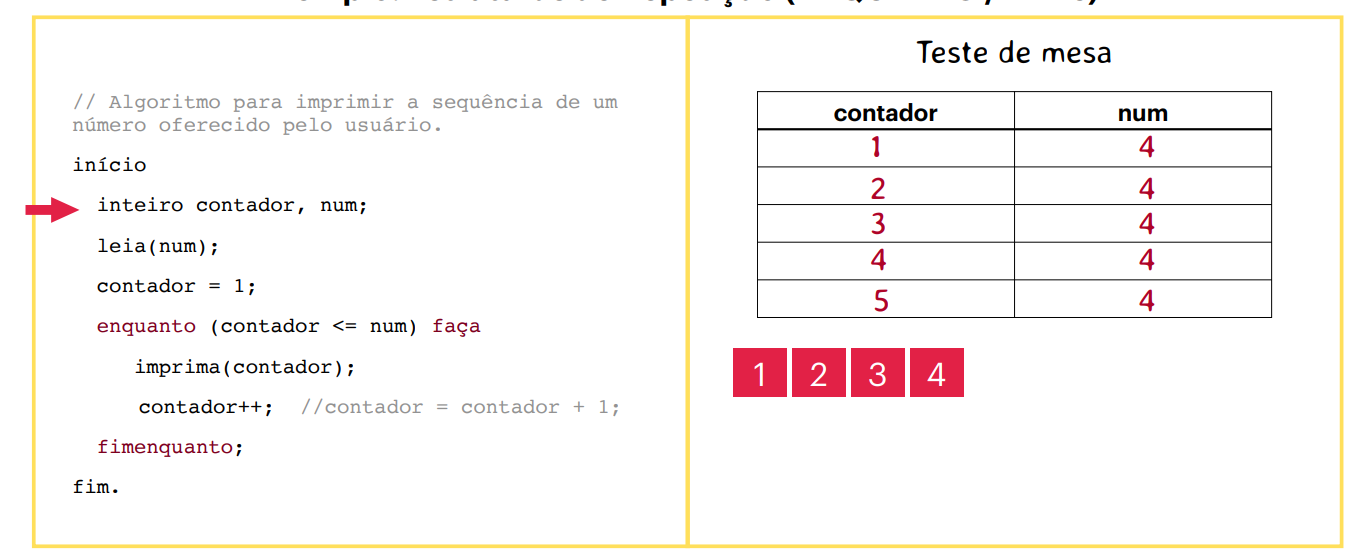 // Algoritmo para imprimir a sequência de um
número oferecido pelo usuário.
início
inteiro contador, num;
leia(num);
contador = 1;
enquanto (contador <= num) faça
imprima(contador);
contador++; //contador = contador + 1;
fimenquanto;
fim.
Teste de mesa
contador num
1 4
2 4
3 4
4 4
5 4
1 2 3 4